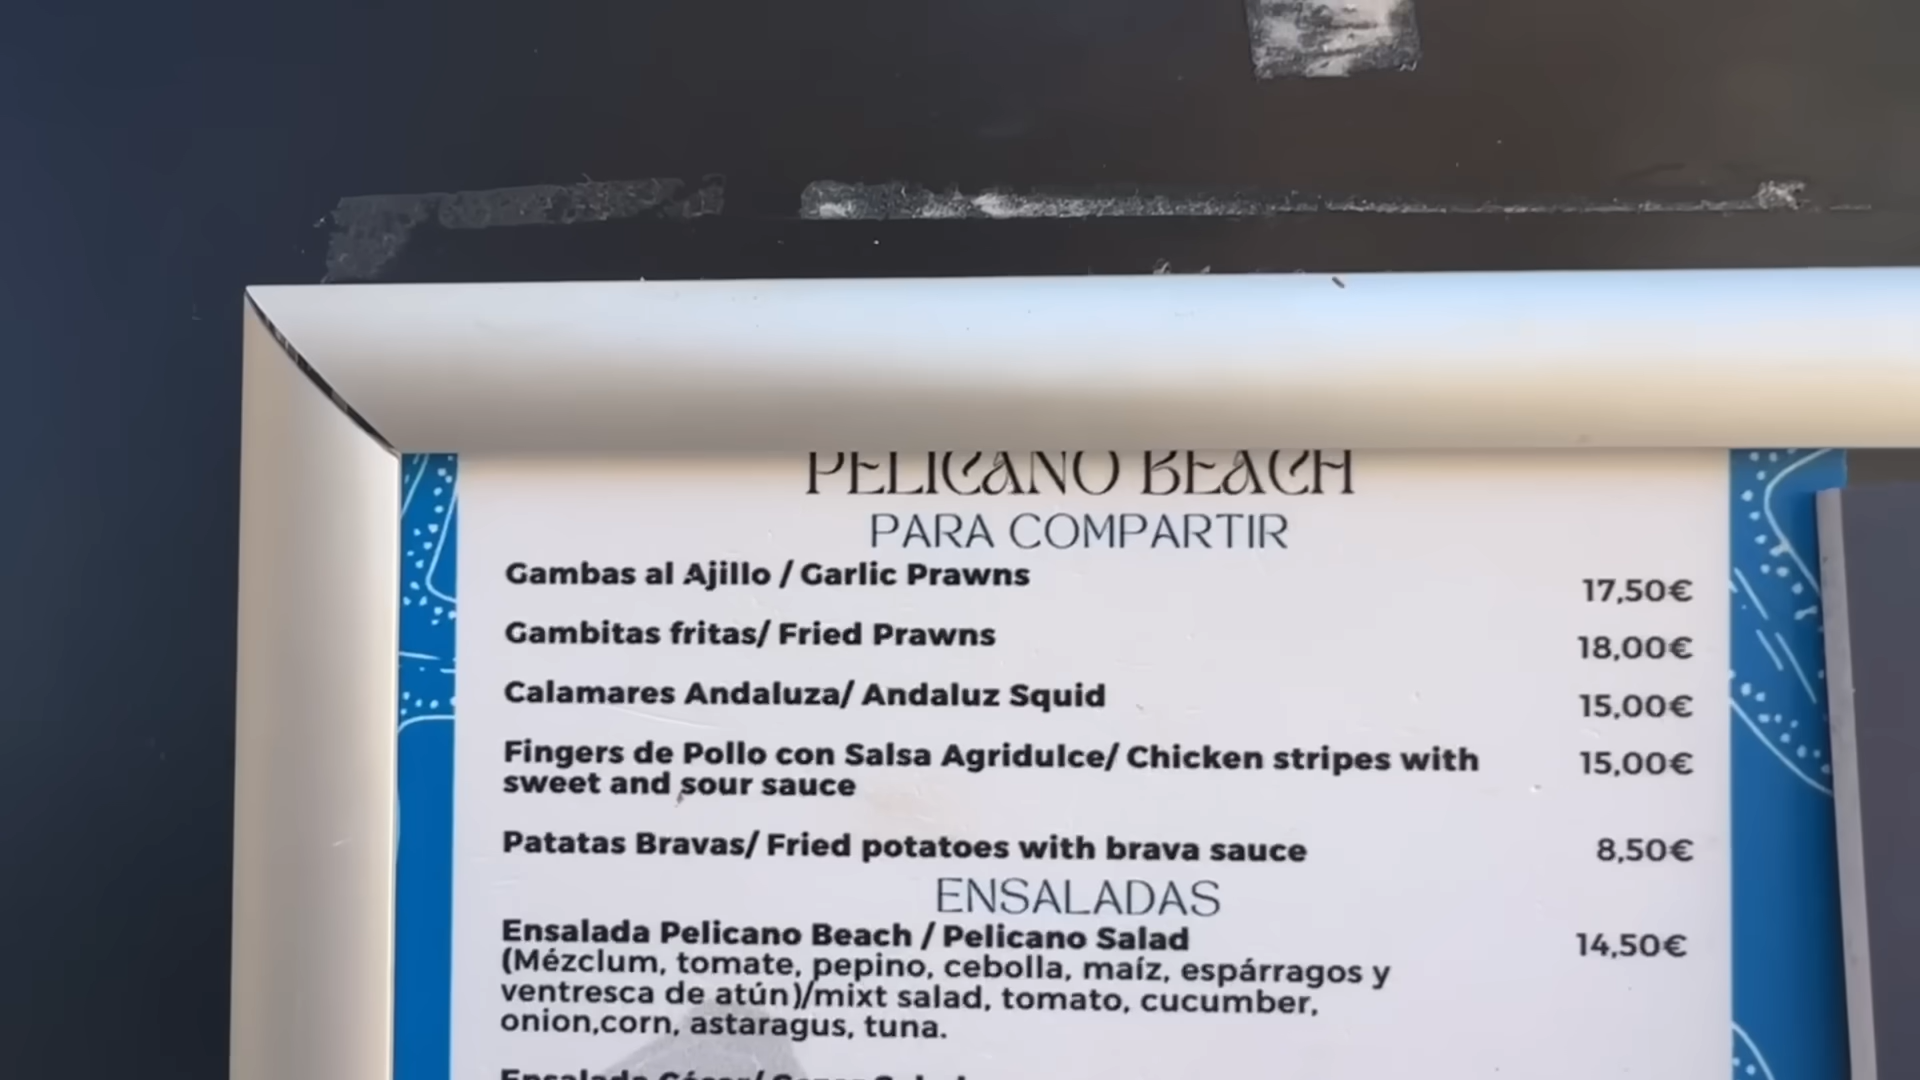 PELICANO BEACH
PARA COMPARTIR
Gambas al Ajillo / Garlic Prawns 17,50€
Gambitas fritas/ Fried Prawns 18,00€
Calamares Andaluza/ Andaluz Squid 15,00€
Fingers de Pollo con Salsa Agridulce/ Chicken stripes with 15,00€
sweet and sour sauce
Patatas Bravas/ Fried potatoes with brava sauce 8,50€
ENSALADAS
Ensalada Pelicano Beach / Pelicano Salad 14,50€
(Mézclum, tomate, pepino, cebolla, maíz, espárragos y
ventresca de atún)/mixt salad, tomato, cucumber,
onion,corn, astaragus, tuna.
Ensalada César/